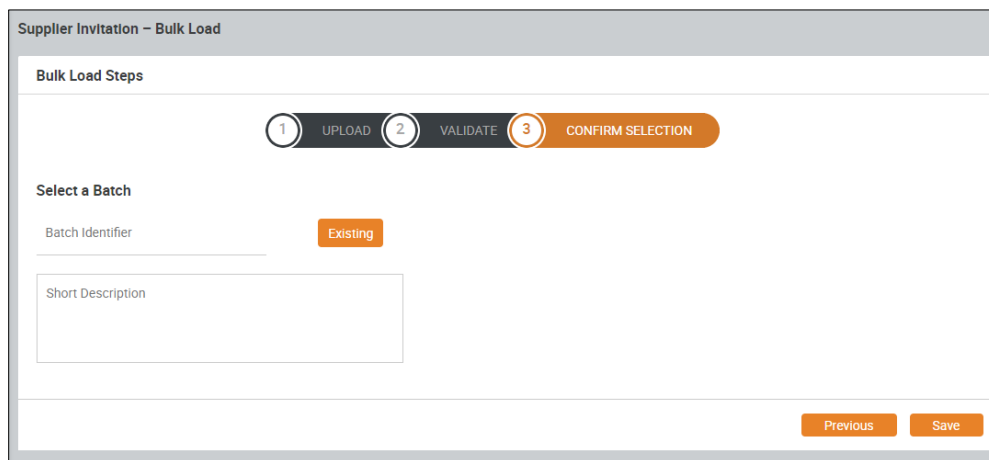 Supplier Invitation – Bulk Load
Bulk Load Steps
1 UPLOAD 2 VALIDATE 3 CONFIRM SELECTION
Select a Batch
Batch Identifier Existing
Short Description
Previous Save